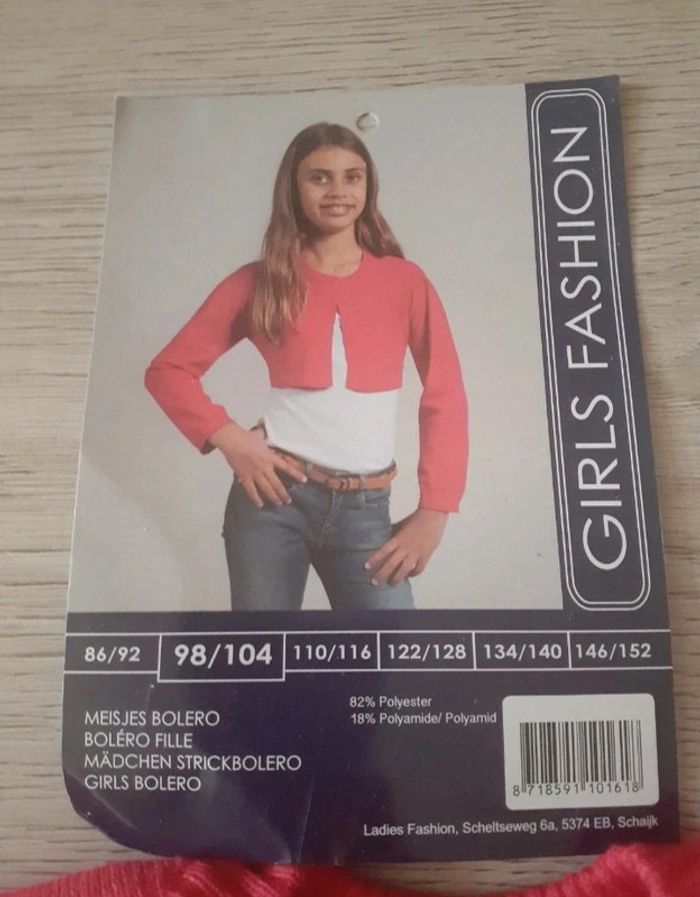 GIRLS FASHION
86/92
98/104
110/116
122/128
134/140
146/152
MEISJES BOLERO
BOLÉRO FILLE
MÄDCHEN STRICKBOLERO
GIRLS BOLERO
82% Polyester
18% Polyamide/ Polyamid
8 718591 101618
Ladies Fashion, Scheltseweg 6a, 5374 EB, Schaijk